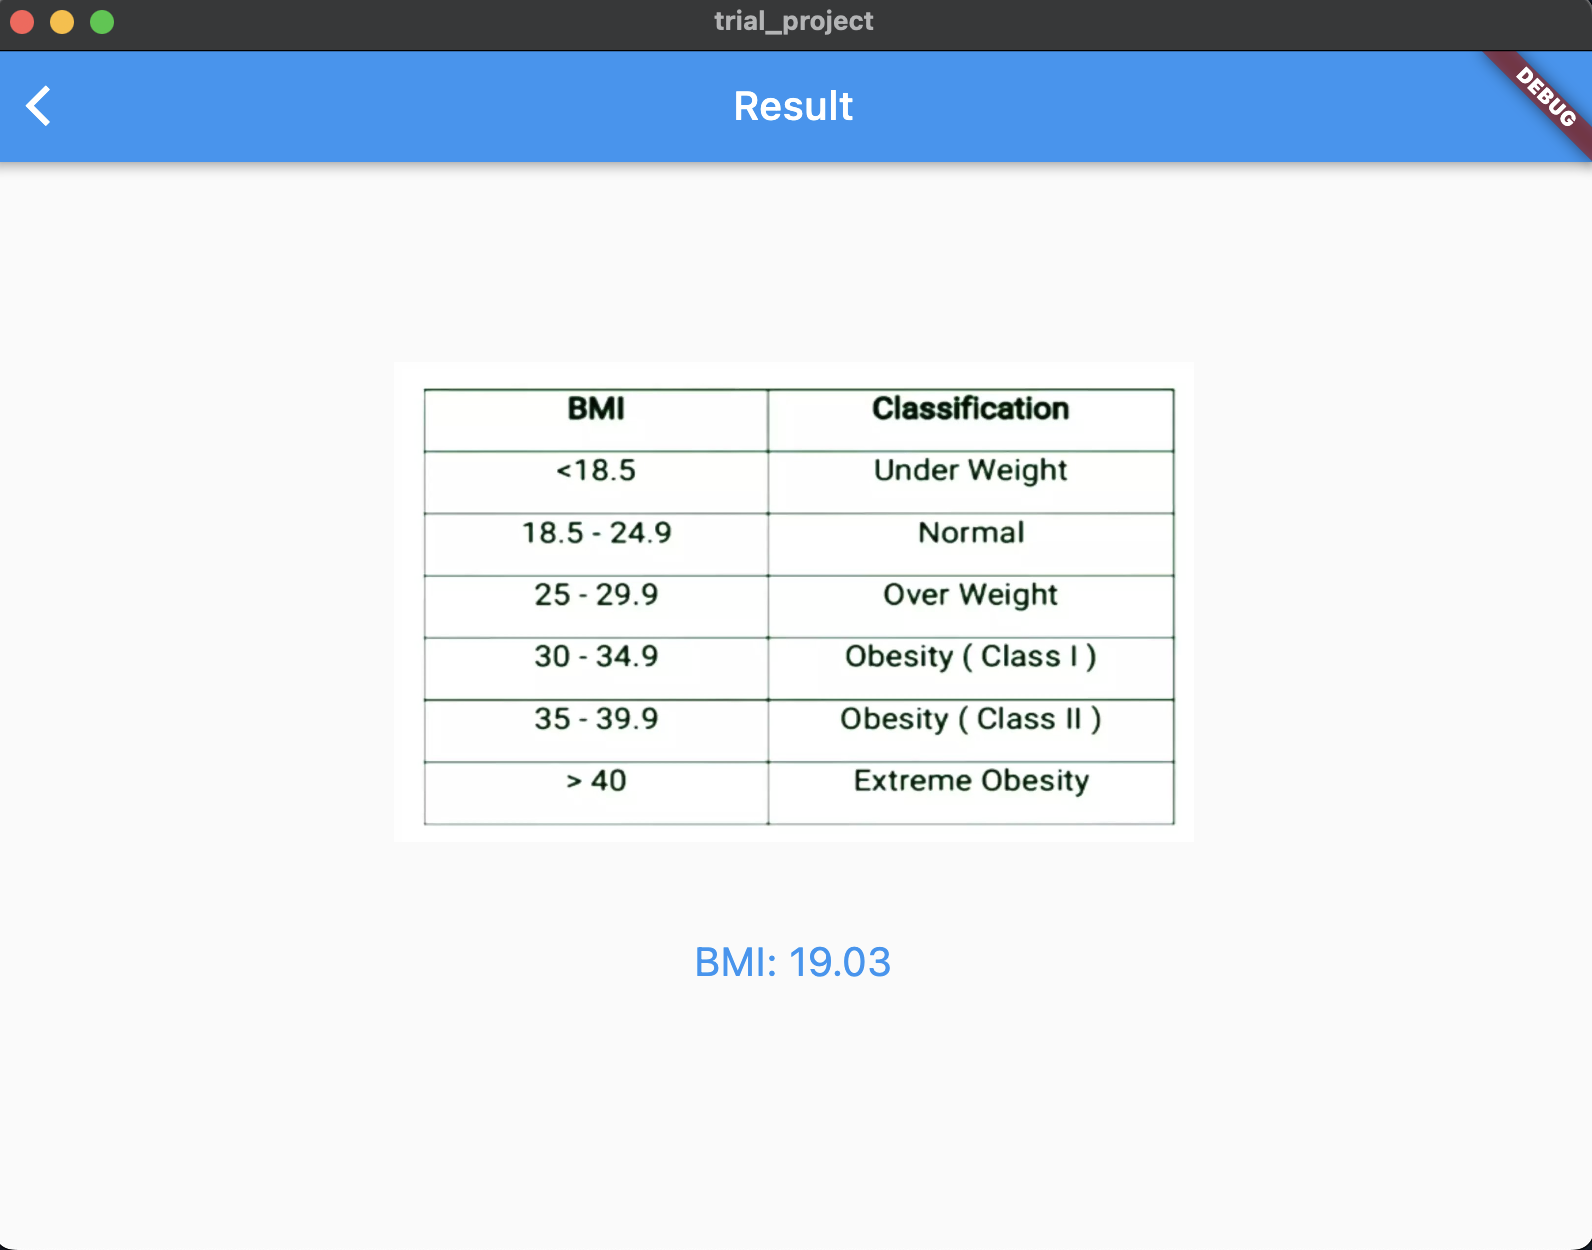 trial_project
Result
DEBUG
BMI Classification
<18.5 Under Weight
18.5 - 24.9 Normal
25 - 29.9 Over Weight
30 - 34.9 Obesity ( Class I )
35 - 39.9 Obesity ( Class II )
> 40 Extreme Obesity
BMI: 19.03